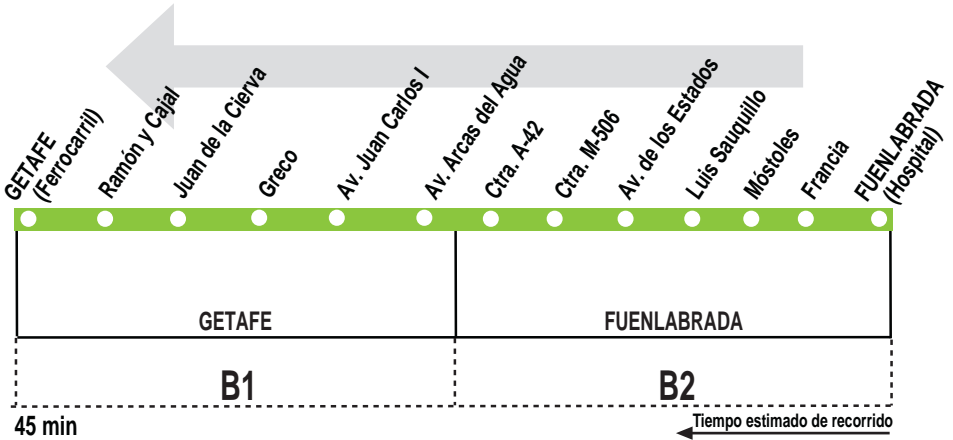 GETAFE
(Ferrocarril)
Ramón y Cajal
Juan de la Cierva
Greco
Av. Juan Carlos I
Av. Arcas del Agua
Ctra. A-42
Ctra. M-506
Av. de los Estados
Luis Sauquillo
Móstoles
Francia
FUENLABRADA
(Hospital)
GETAFE
FUENLABRADA
B1
B2
45 min
Tiempo estimado de recorrido